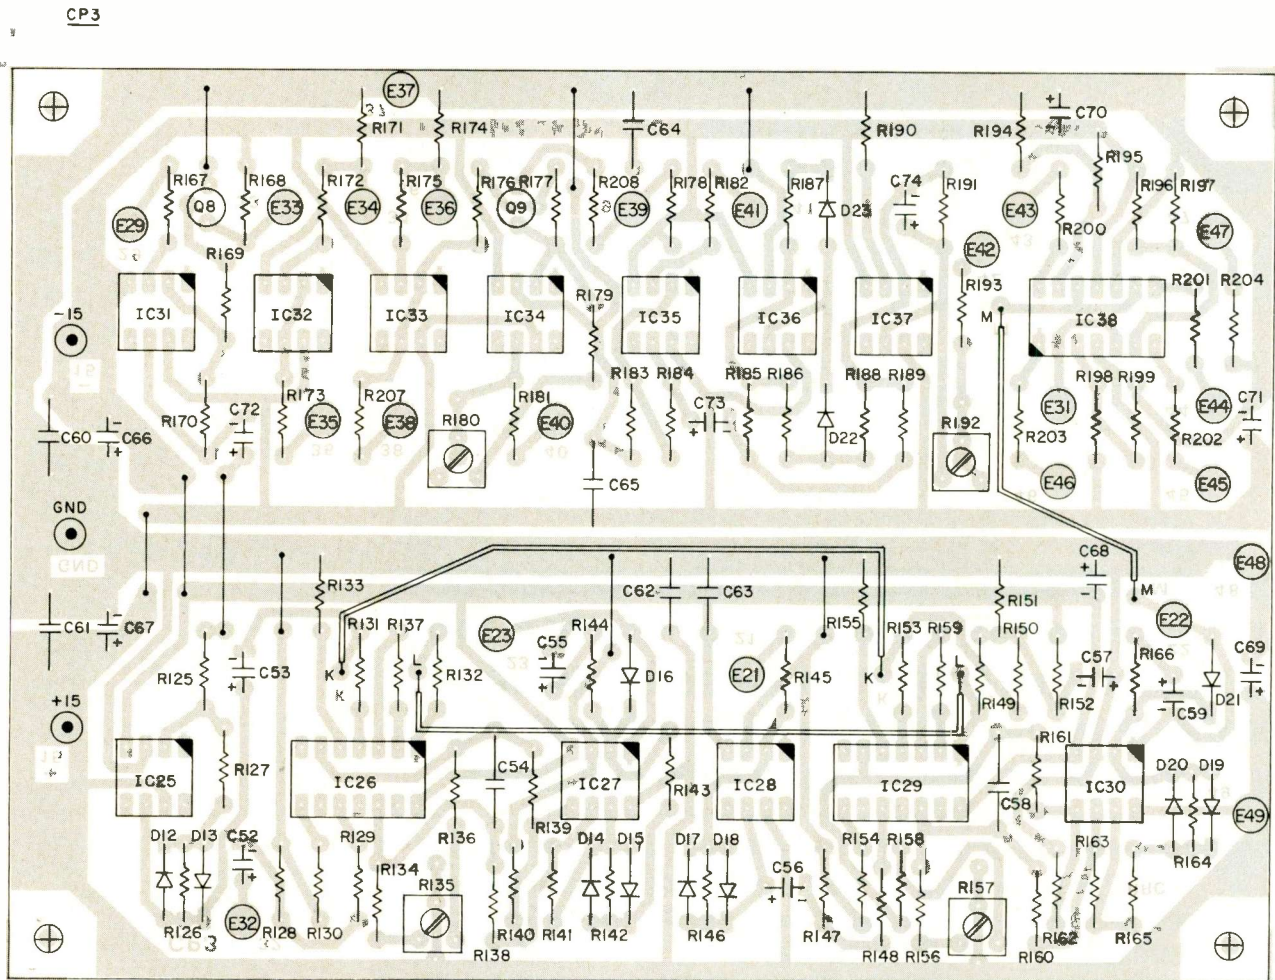 CP3
E37
R171 R174 C64 R190 R194 C70
R195
R167 R168 R172 R175 R176 R177 R208 R178 R182 R187 C74 R191 R196 R197
Q8 E33 E34 E36 Q9 E39 E41 D23 E43
E29 R200 E47
R169 E42
R179 R193 R201 R204
-15 IC31 IC32 IC33 IC34 IC35 IC36 IC37 M IC38
R183 R184 R185 R186 R188 R189 R198 R199
R170 C72 R173 R207 R181 C73 E31 E44 C71
C60 C66 E35 E38 R180 E40 D22 R192 R203 R202
C65 E46 E45
GND
GND
C68 E48
R133 C62 C63 R151 M
C61 C67 R131 R137 E23 R144 R155 R153 R159 R150 E22
C55 C57 R166 C69
R125 C53 K L R132 D16 E21 R145 K L R149 R152 C59 D21
K
+15
R161
IC25 R127 IC26 C54 IC27 R143 IC28 IC29 C58 IC30 D20 D19
E49
D12 D13 C52 R129 R136 R139 D14 D15 D17 D18 R154 R158 R163
R134 R135 C56 R157 R164
R126 E32 R128 R130 R140 R141 R142 R146 R147 R162 R165
CP3
R138 R148 R156 R160